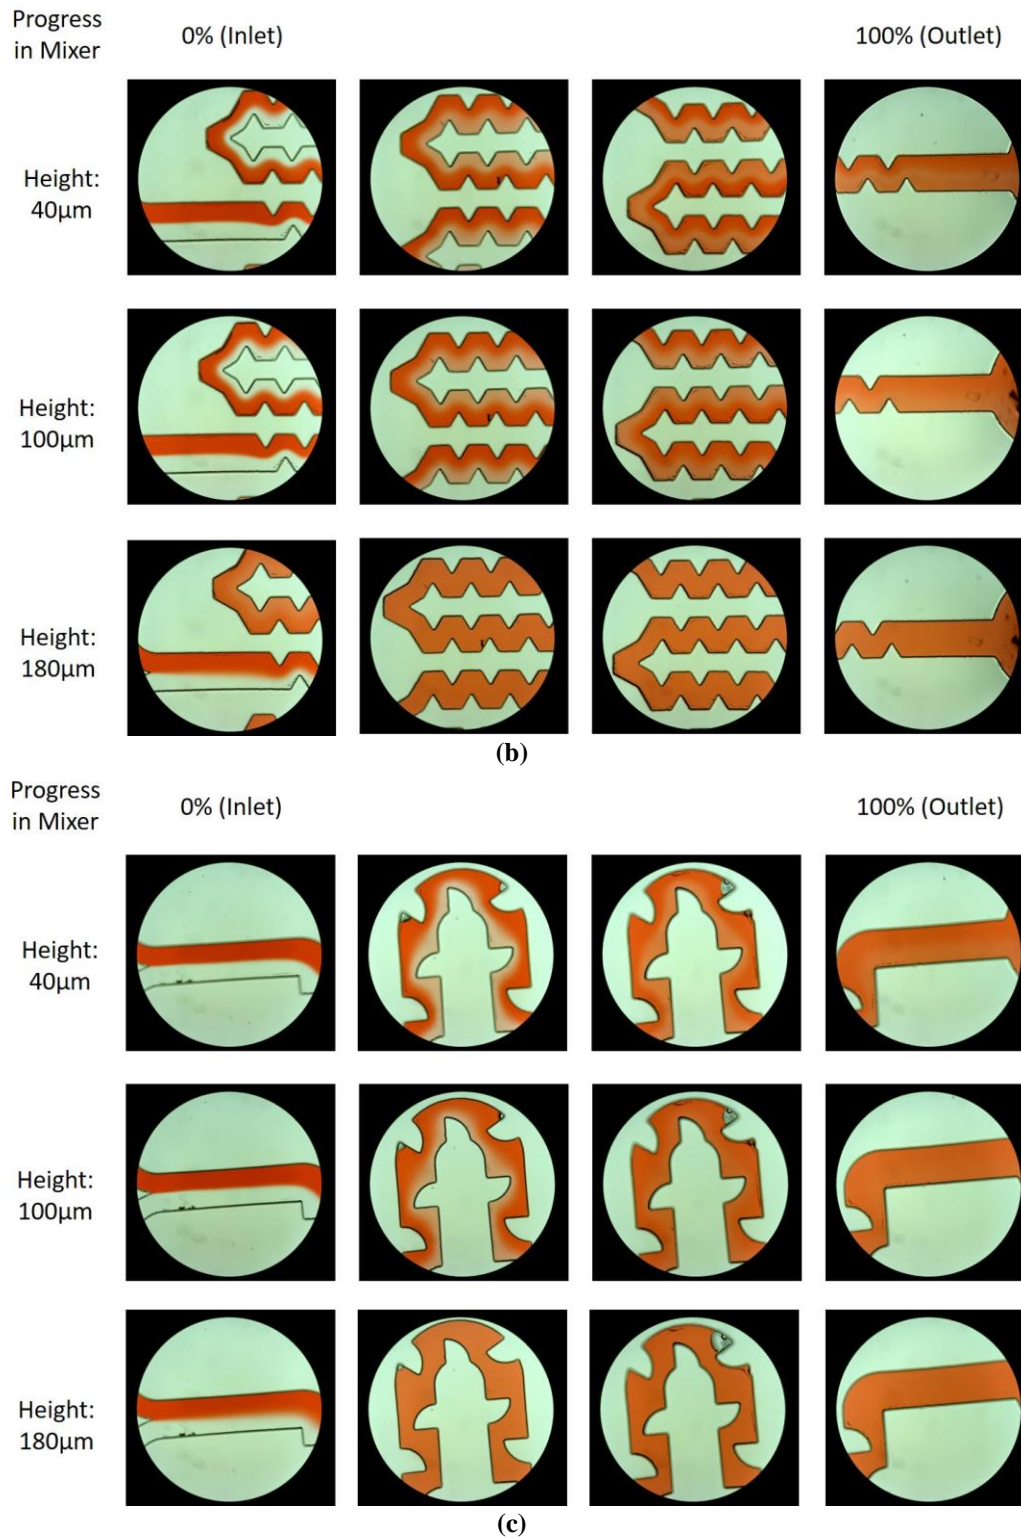 Progress
in Mixer
0% (Inlet)
100% (Outlet)
Height:
40μm
Height:
100μm
Height:
180μm
(b)
Progress
in Mixer
0% (Inlet)
100% (Outlet)
Height:
40μm
Height:
100μm
Height:
180μm
(c)